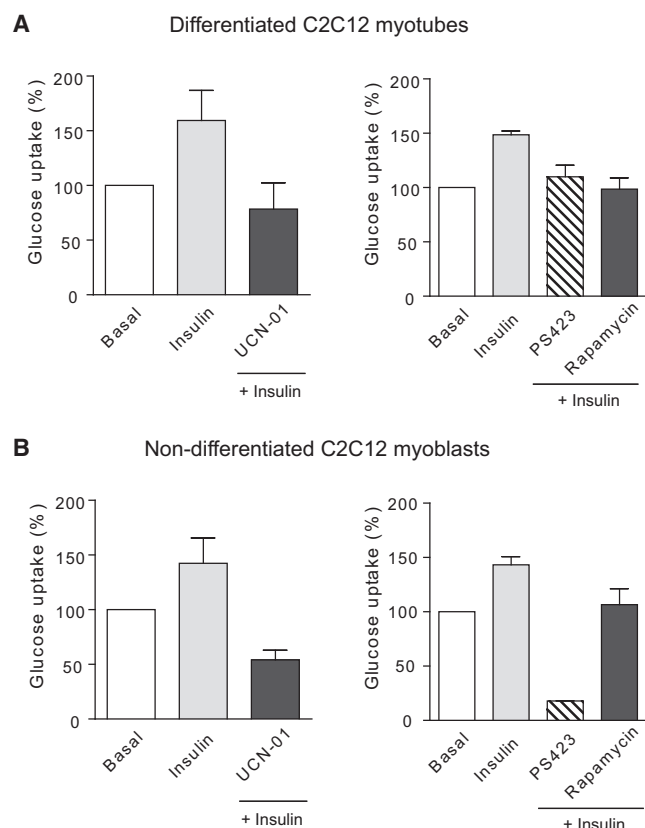 A
Differentiated C2C12 myotubes
Glucose uptake (%)
200
150
100
50
0
Basal
Insulin
UCN-01
+ Insulin
Glucose uptake (%)
200
150
100
50
0
Basal
Insulin
PS423
Rapamycin
+ Insulin
B
Non-differentiated C2C12 myoblasts
Glucose uptake (%)
200
150
100
50
0
Basal
Insulin
UCN-01
+ Insulin
Glucose uptake (%)
200
150
100
50
0
Basal
Insulin
PS423
Rapamycin
+ Insulin